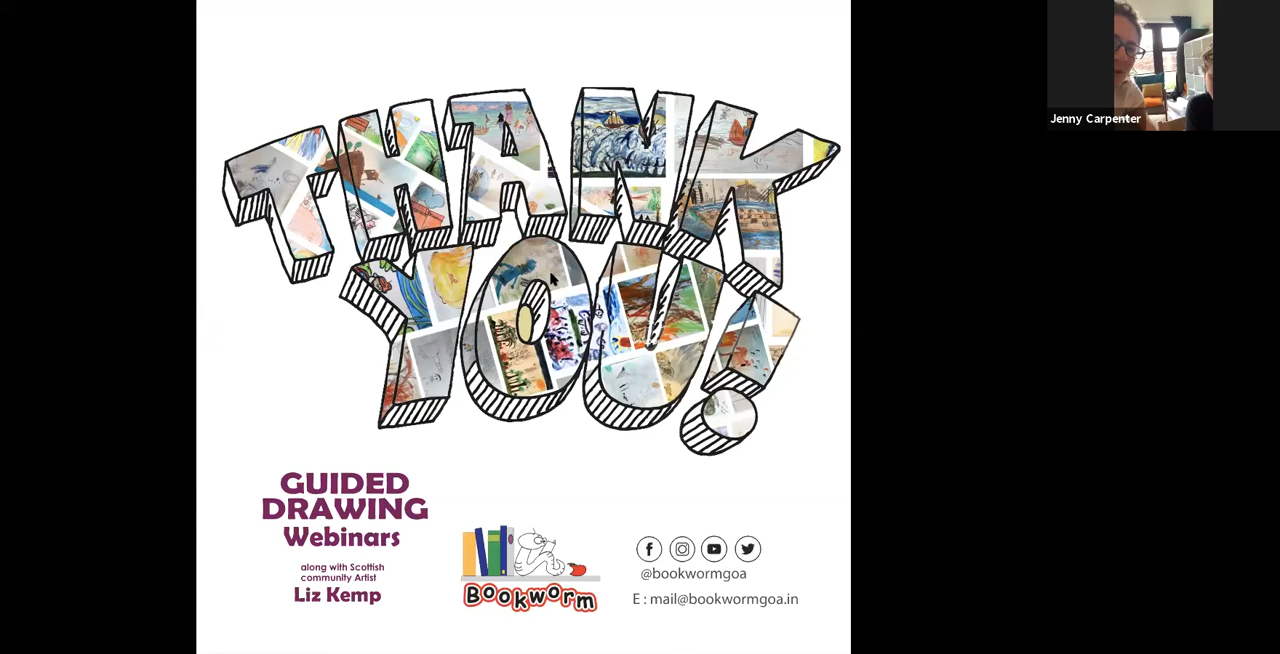 THANK
YOU!
GUIDED
DRAWING
Webinars
along with Scottish
community Artist
Liz Kemp
Bookworm
@bookwormgoa
E : mail@bookwormgoa.in
Jenny Carpenter